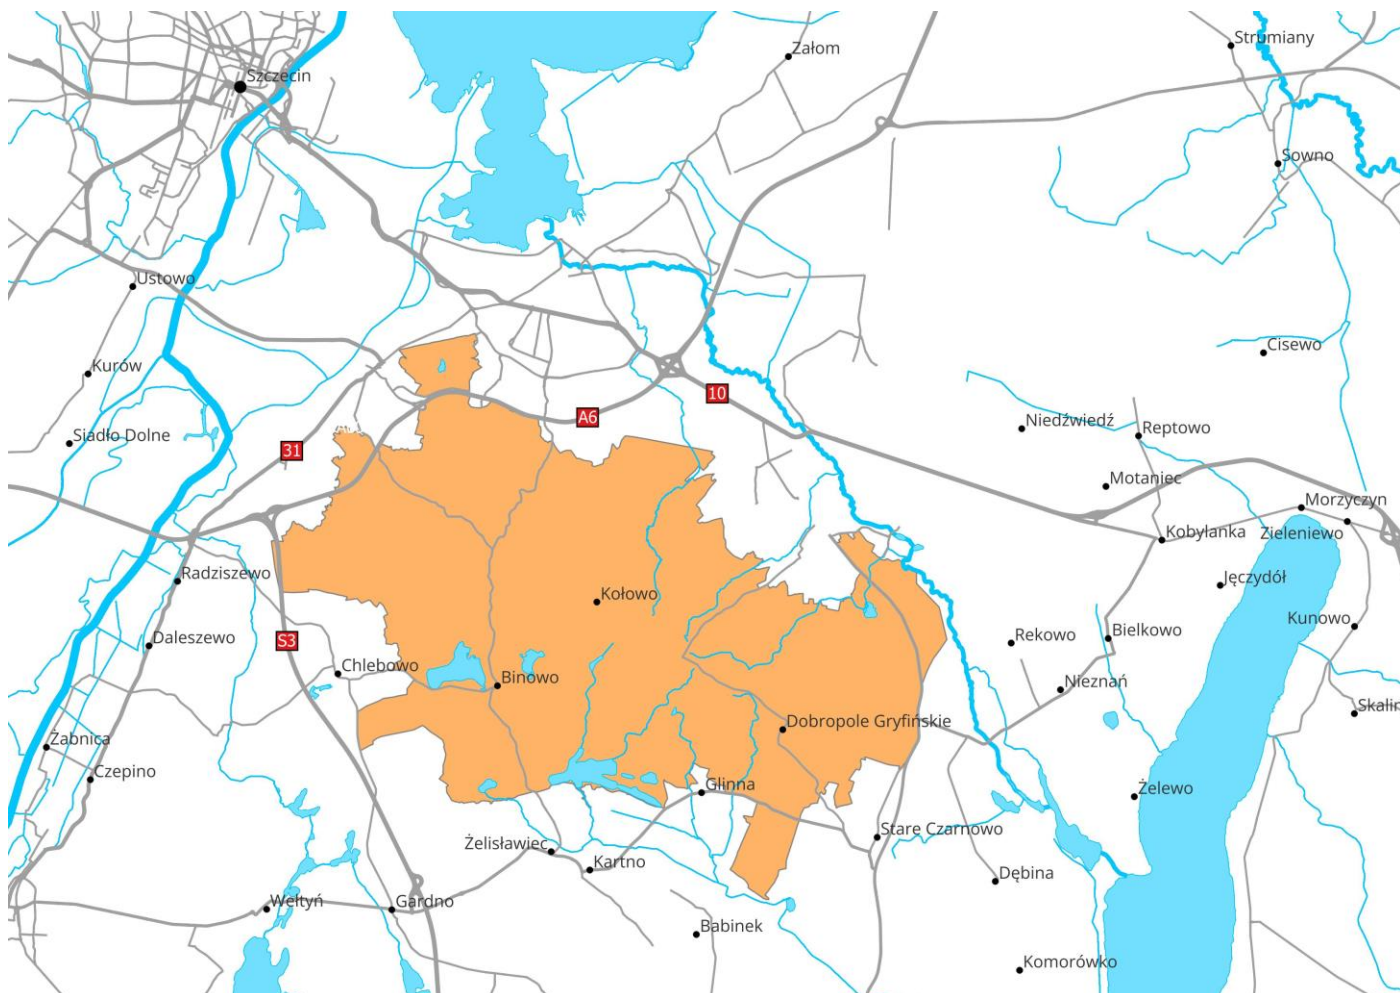 Strumiany
Załom
Szczecin
Sowno
Ustowo
Cisewo
Kurów
10
A6
Niedźwiedź
Reptowo
Siadło Dolne
31
Motaniec
Morzyczyn
Kobylanka
Zieleniewo
Radziszewo
Jęczydół
Kołowo
Kunowo
Daleszewo
S3
Rekowo
Bielkowo
Chlebowo
Binowo
Nieznań
Skalin
Dobropole Gryfińskie
Żabnica
Czepino
Glinna
Żelewo
Stare Czarnowo
Żelisławiec
Kartno
Dębina
Wełtyń
Gardno
Babinek
Komorówko